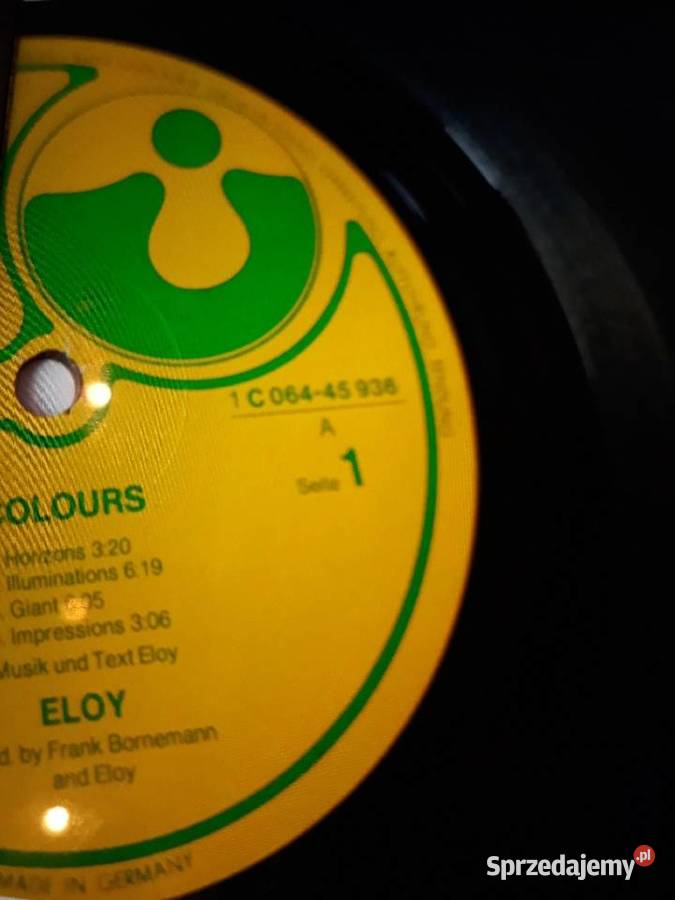 1 C 064-45 936
A
Seite 1
COLOURS
Horizons 3:20
Illuminations 6:19
Giant
Impressions 3:06
Musik und Text Eloy
ELOY
by Frank Bornemann
and Eloy
MADE IN GERMANY
Sprzedajemy.pl